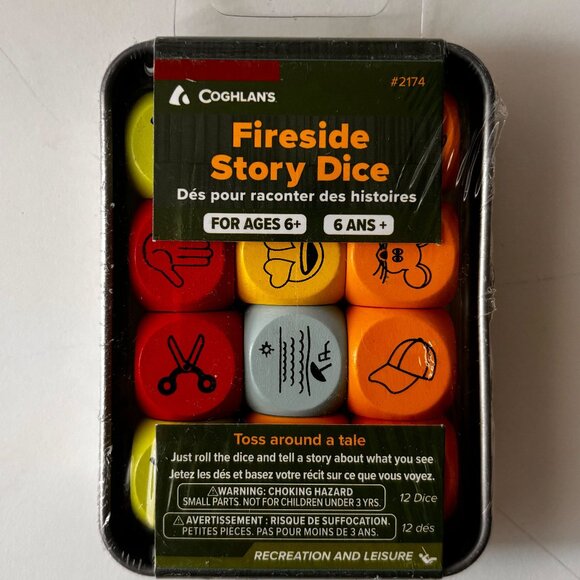 #2174
COGHLAN'S
Fireside
Story Dice
Dés pour raconter des histoires
FOR AGES 6+ 6 ANS +
Toss around a tale
Just roll the dice and tell a story about what you see
Jetez les dés et basez votre récit sur ce que vous voyez.
⚠WARNING: CHOKING HAZARD
SMALL PARTS. NOT FOR CHILDREN UNDER 3 YRS.
12 Dice
⚠ AVERTISSEMENT : RISQUE DE SUFFOCATION.
PETITES PIÈCES. PAS POUR MOINS DE 3 ANS.
12 dés
RECREATION AND LEISURE